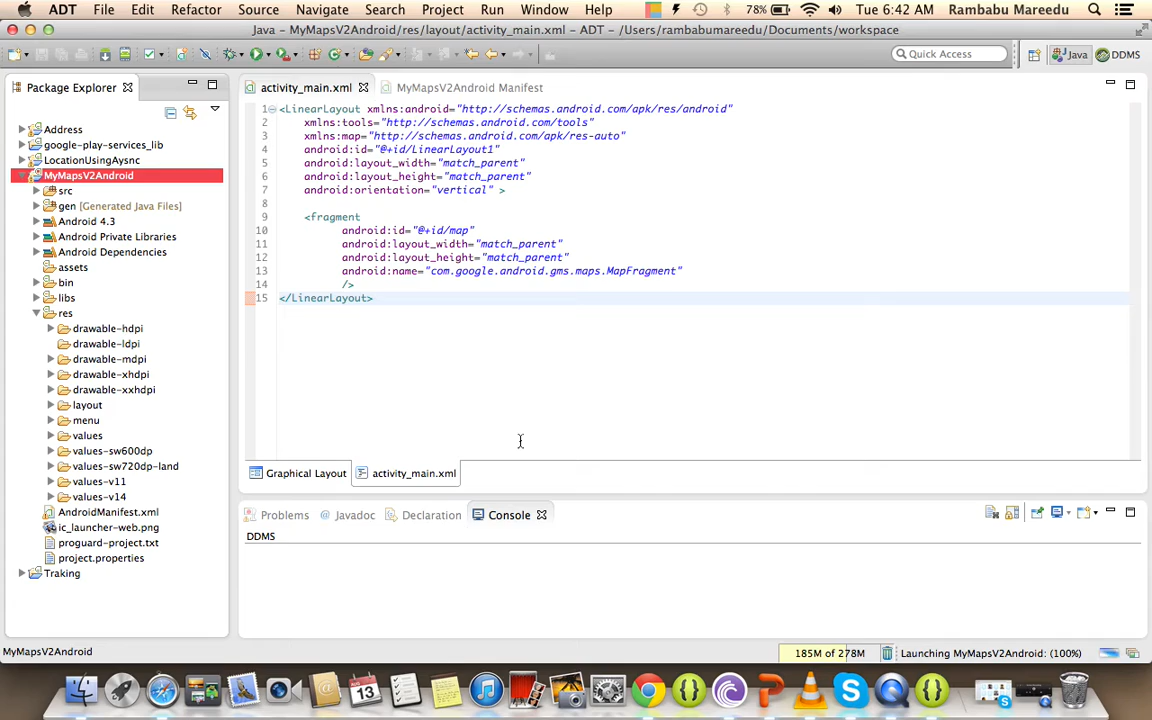 ADT File Edit Refactor Source Navigate Search Project Run Window Help 78% Tue 6:42 AM Rambabu Mareedu
Java - MyMapsV2Android/res/layout/activity_main.xml - ADT - /Users/rambabumareedu/Documents/workspace
Quick Access Java DDMS
Package Explorer
Address
google-play-services_lib
LocationUsingAysnc
MyMapsV2Android
src
gen [Generated Java Files]
Android 4.3
Android Private Libraries
Android Dependencies
assets
bin
libs
res
drawable-hdpi
drawable-ldpi
drawable-mdpi
drawable-xhdpi
drawable-xxhdpi
layout
menu
values
values-sw600dp
values-sw720dp-land
values-v11
values-v14
AndroidManifest.xml
ic_launcher-web.png
proguard-project.txt
project.properties
Traking
activity_main.xml MyMapsV2Android Manifest
1 <LinearLayout xmlns:android="http://schemas.android.com/apk/res/android"
2 xmlns:tools="http://schemas.android.com/tools"
3 xmlns:map="http://schemas.android.com/apk/res-auto"
4 android:id="@+id/LinearLayout1"
5 android:layout_width="match_parent"
6 android:layout_height="match_parent"
7 android:orientation="vertical" >
8
9 <fragment
10 android:id="@+id/map"
11 android:layout_width="match_parent"
12 android:layout_height="match_parent"
13 android:name="com.google.android.gms.maps.MapFragment"
14 />
15 </LinearLayout>
Graphical Layout activity_main.xml
Problems Javadoc Declaration Console
DDMS
MyMapsV2Android 185M of 278M Launching MyMapsV2Android: (100%)
13